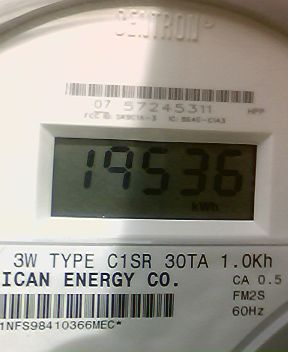 CENTRON®
07 57245311
19536
kWh
3W TYPE C1SR 30TA 1.0Kh
ICAN ENERGY CO.
CA 0.5
FM2S
60Hz
1NFS98410366MEC*